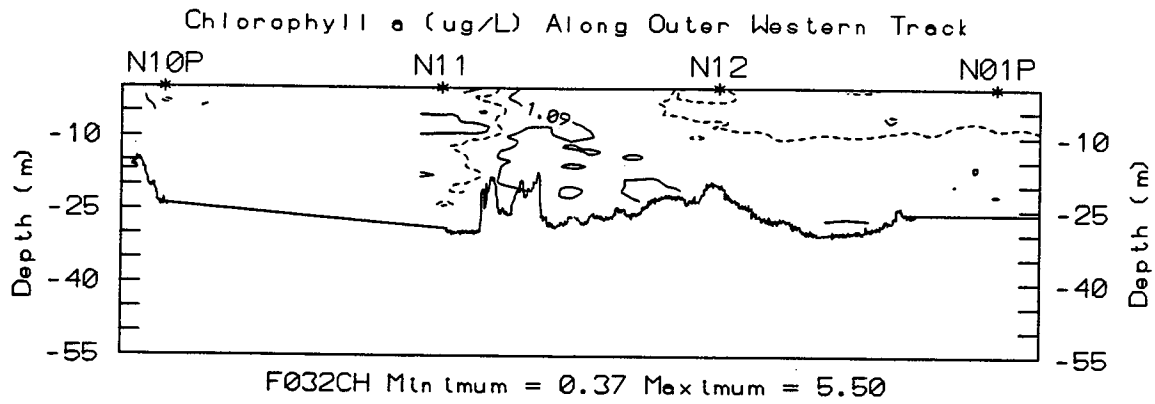 Chlorophyll a (ug/L) Along Outer Western Track
N10P N11 N12 N01P
1.09
Depth (m)
-10
-25
-40
-55
-10
-25
-40
-55
Depth (m)
F032CH Minimum = 0.37 Maximum = 5.50